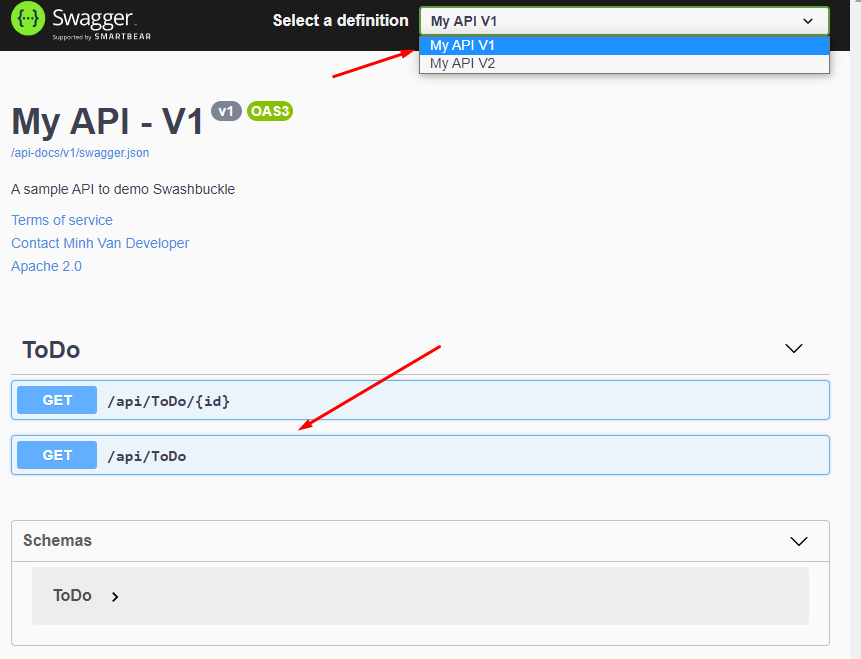 Swagger.
Supported by SMARTBEAR
Select a definition
My API V1
My API V1
My API V2
My API - V1 v1 OAS3
/api-docs/v1/swagger.json
A sample API to demo Swashbuckle
Terms of service
Contact Minh Van Developer
Apache 2.0
ToDo
GET /api/ToDo/{id}
GET /api/ToDo
Schemas
ToDo